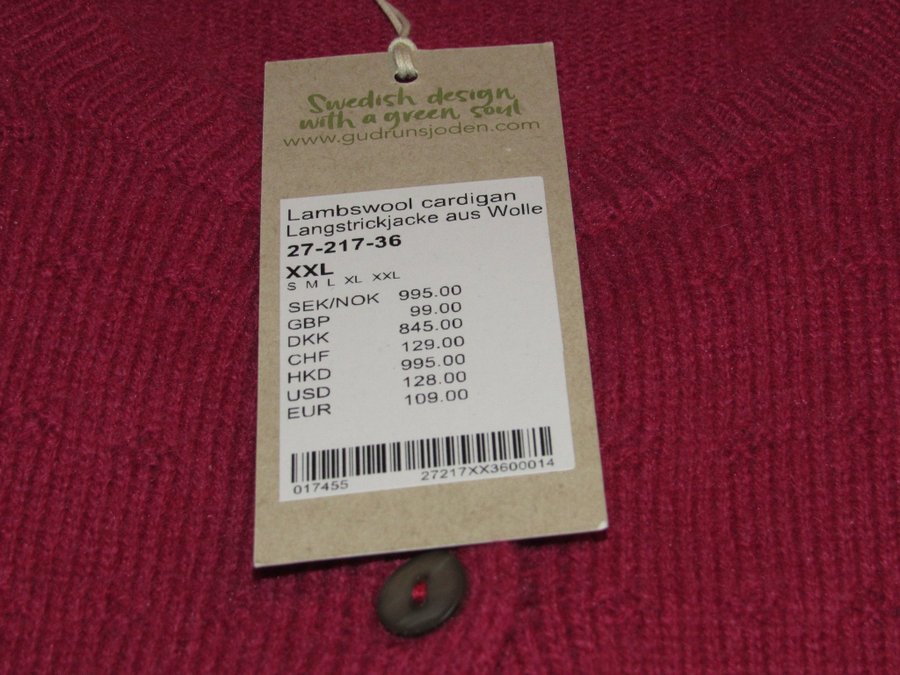 Swedish design
with a green soul
www.gudrunsjoden.com
Lambswool cardigan
Langstrickjacke aus Wolle
27-217-36
XXL
S M L XL XXL
SEK/NOK 995.00
GBP 99.00
DKK 845.00
CHF 129.00
HKD 995.00
USD 128.00
EUR 109.00
017455 27217XX3600014